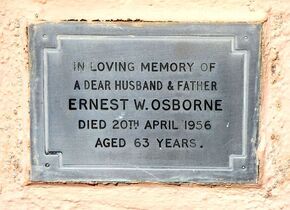 IN LOVING MEMORY OF
A DEAR HUSBAND & FATHER
ERNEST W. OSBORNE
DIED 20TH APRIL 1956
AGED 63 YEARS.